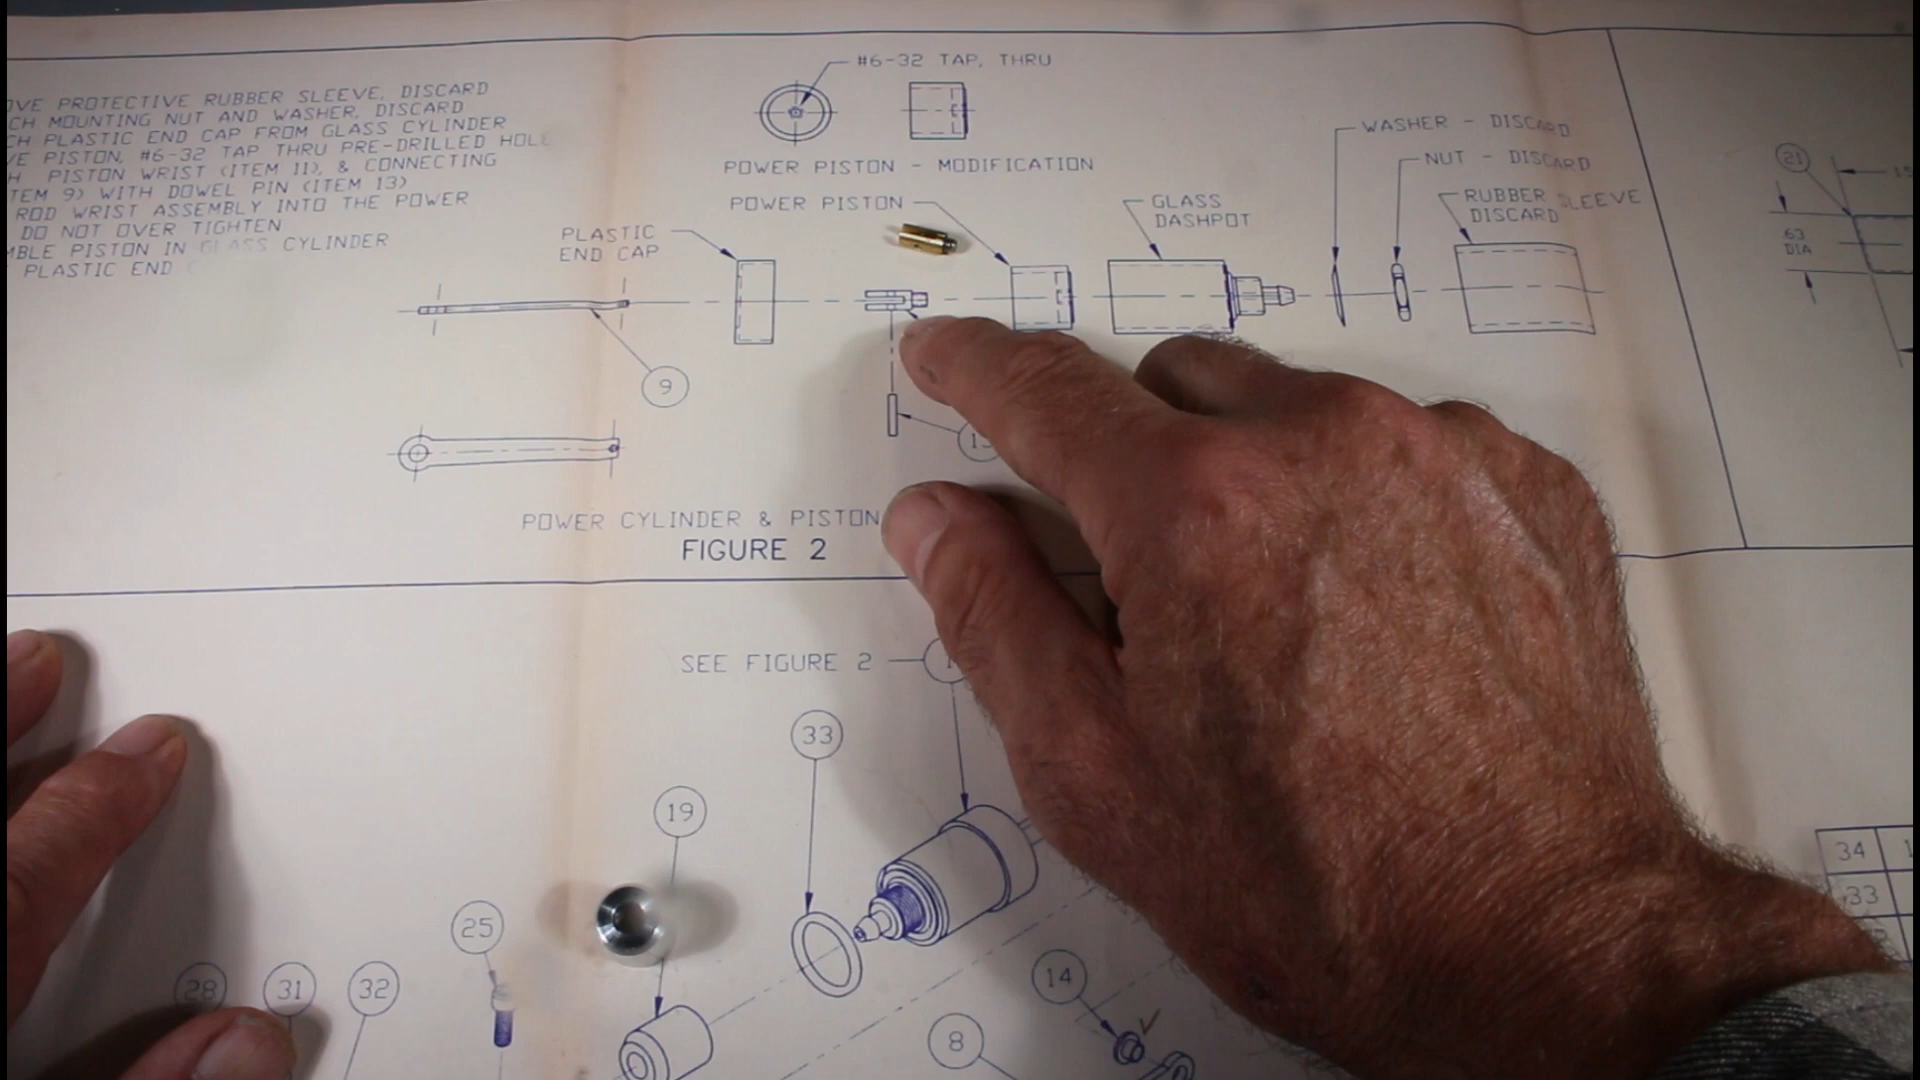 #6-32 TAP, THRU
OVE PROTECTIVE RUBBER SLEEVE, DISCARD
CH MOUNTING NUT AND WASHER, DISCARD
CH PLASTIC END CAP FROM GLASS CYLINDER
VE PISTON, #6-32 TAP THRU PRE-DRILLED HOLE
H PISTON WRIST (ITEM 11), & CONNECTING
TEM 9) WITH DOWEL PIN (ITEM 13)
ROD WRIST ASSEMBLY INTO THE POWER
DO NOT OVER TIGHTEN
MBLE PISTON IN GLASS CYLINDER
PLASTIC END
POWER PISTON - MODIFICATION
POWER PISTON
PLASTIC
END CAP
GLASS
DASHPOT
WASHER - DISCARD
NUT - DISCARD
RUBBER SLEEVE
DISCARD
21
.63
DIA
9
POWER CYLINDER & PISTON
FIGURE 2
SEE FIGURE 2
33
19
25
28
31
32
14
8
34
33